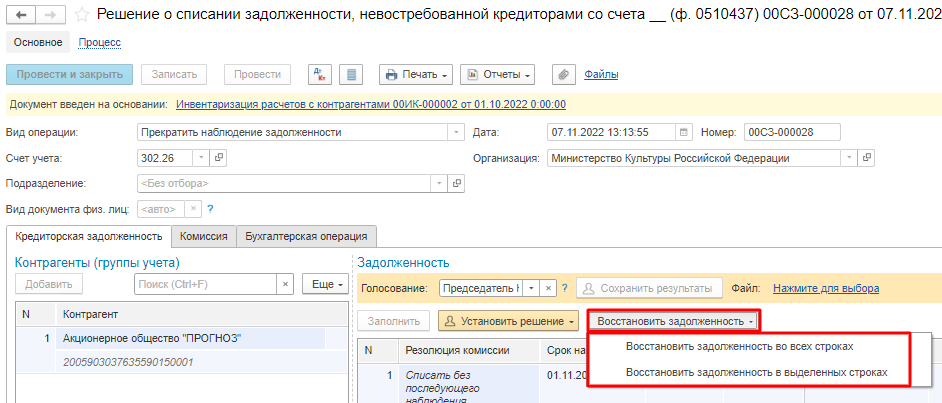 Решение о списании задолженности, невостребованной кредиторами со счета __ (ф. 0510437) 00СЗ-000028 от 07.11.202
Основное Процесс
Провести и закрыть Записать Провести Дт Кт Печать Отчеты Файлы
Документ введен на основании: Инвентаризация расчетов с контрагентами 00ИК-000002 от 01.10.2022 0:00:00
Вид операции: Прекратить наблюдение задолженности Дата: 07.11.2022 13:13:55 Номер: 00СЗ-000028
Счет учета: 302.26 Организация: Министерство Культуры Российской Федерации
Подразделение: <Без отбора>
Вид документа физ. лиц: <авто> × ?
Кредиторская задолженность Комиссия Бухгалтерская операция
Контрагенты (группы учета) Задолженность
Добавить Поиск (Ctrl+F) × Еще Голосование: Председатель × ? Сохранить результаты Файл: Нажмите для выбора
Заполнить Установить решение Восстановить задолженность
N Контрагент N Резолюция комиссии Срок на
Восстановить задолженность во всех строках
Восстановить задолженность в выделенных строках
1 Акционерное общество "ПРОГНОЗ" 1 Списать без 01.11.20
2005903037635590150001 последующего
наблюдения